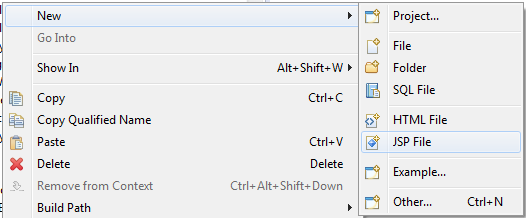 New
Go Into
Show In Alt+Shift+W
Copy Ctrl+C
Copy Qualified Name
Paste Ctrl+V
Delete Delete
Remove from Context Ctrl+Alt+Shift+Down
Build Path
Project...
File
Folder
SQL File
HTML File
JSP File
Example...
Other... Ctrl+N